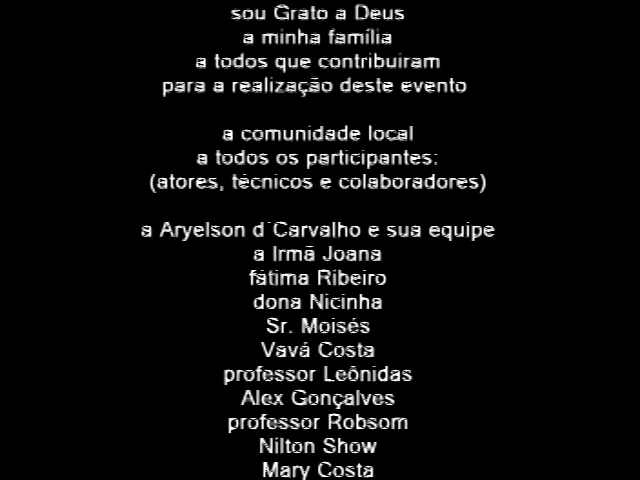 sou Grato a Deus
a minha família
a todos que contribuiram
para a realização deste evento
a comunidade local
a todos os participantes:
(atores, técnicos e colaboradores)
a Aryelson d´Carvalho e sua equipe
a Irmã Joana
fátima Ribeiro
dona Nicinha
Sr. Moisés
Vavá Costa
professor Leônidas
Alex Gonçalves
professor Robsom
Nilton Show
Mary Costa